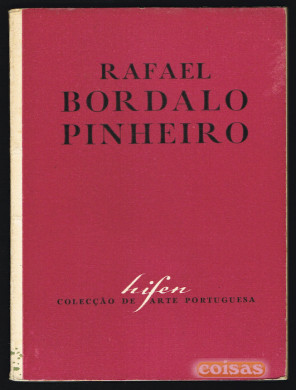 RAFAEL
BORDALO
PINHEIRO
hifen
COLECÇÃO DE ARTE PORTUGUESA
coisas